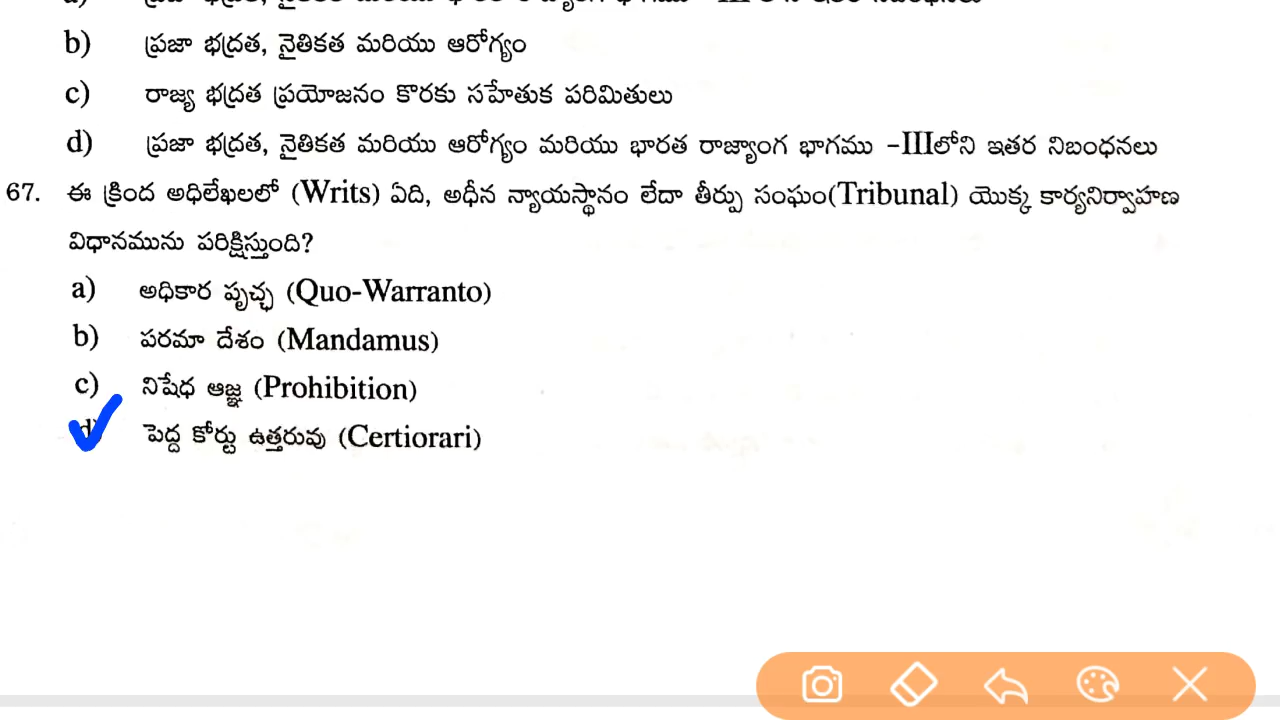 b) ప్రజా భద్రత, నైతికత మరియు ఆరోగ్యం
c) రాజ్య భద్రత ప్రయోజనం కొరకు సహేతుక పరిమితులు
d) ప్రజా భద్రత, నైతికత మరియు ఆరోగ్యం మరియు భారత రాజ్యాంగ భాగము -IIIలోని ఇతర నిబంధనలు
67. ఈ క్రింద అధిలేఖలలో (Writs) ఏది, అధీన న్యాయస్థానం లేదా తీర్పు సంఘం(Tribunal) యొక్క కార్యనిర్వాహణ
విధానమును పరిక్షిస్తుంది?
a) అధికార పృచ్ఛ (Quo-Warranto)
b) పరమా దేశం (Mandamus)
c) నిషేధ ఆజ్ఞ (Prohibition)
d) పెద్ద కోర్టు ఉత్తరువు (Certiorari)